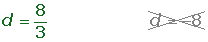 d = 8/3 d = 8